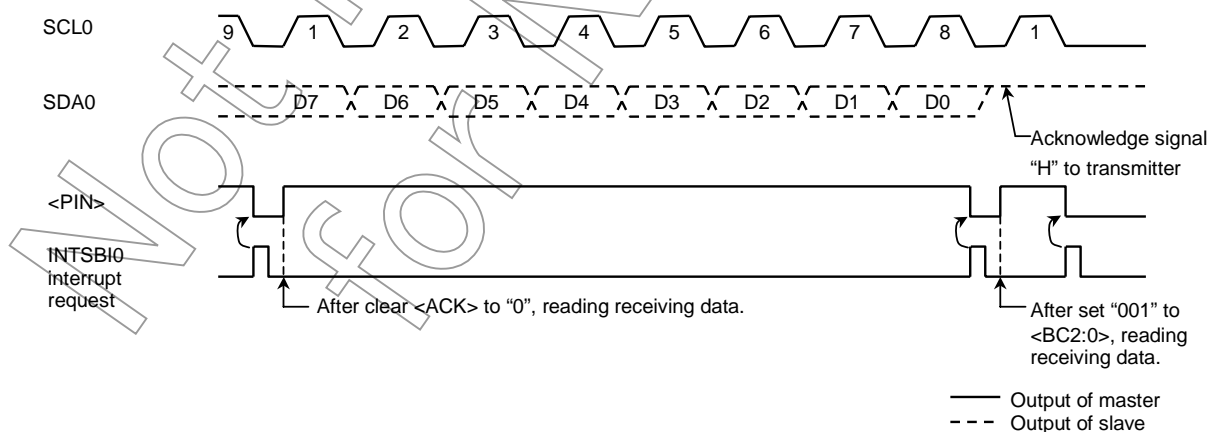 SCL0
9 1 2 3 4 5 6 7 8 1
SDA0
D7 D6 D5 D4 D3 D2 D1 D0
Acknowledge signal
“H” to transmitter
<PIN>
INTSBI0
interrupt
request
After clear <ACK> to “0”, reading receiving data.
After set “001” to
<BC2:0>, reading
receiving data.
Output of master
Output of slave
Not
for